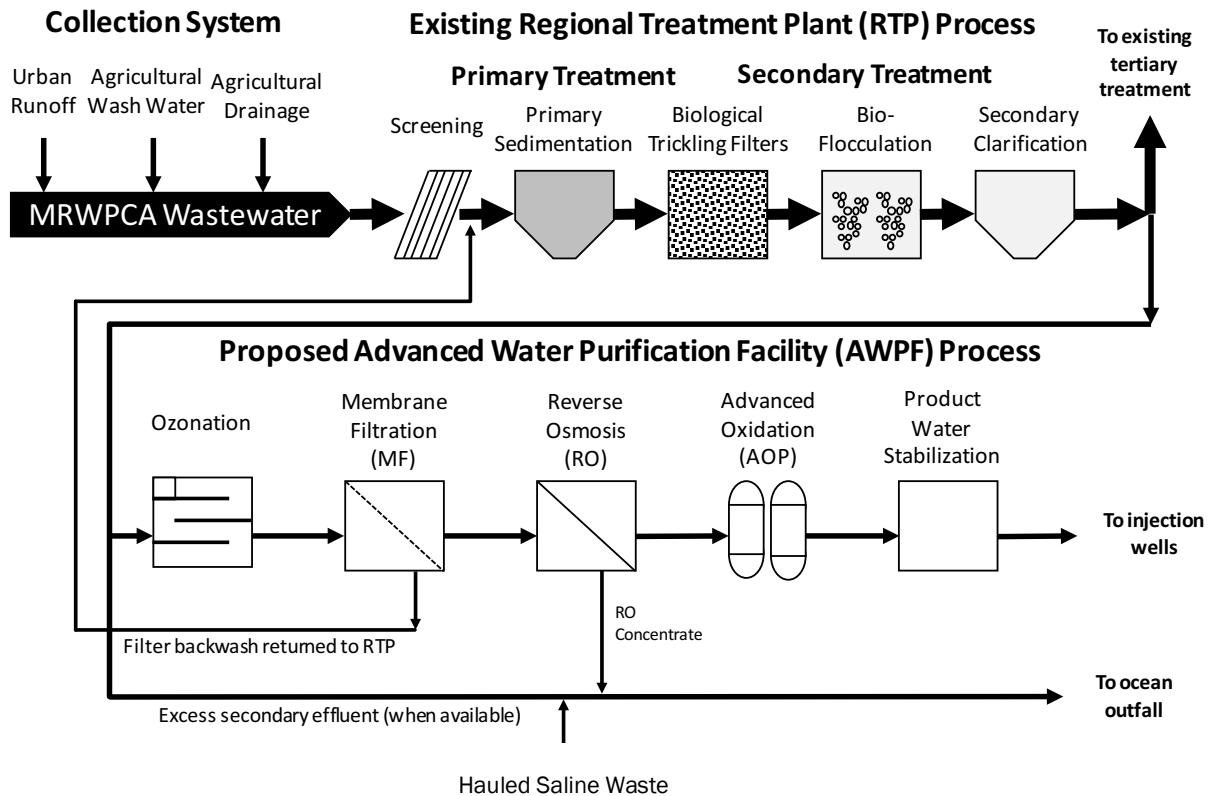 Collection System
Existing Regional Treatment Plant (RTP) Process
To existing
tertiary
treatment
Primary Treatment
Secondary Treatment
Urban
Runoff
Agricultural
Wash Water
Agricultural
Drainage
Screening
Primary
Sedimentation
Biological
Trickling Filters
Bio-
Flocculation
Secondary
Clarification
MRWPCA Wastewater
Proposed Advanced Water Purification Facility (AWPF) Process
Ozonation
Membrane
Filtration
(MF)
Reverse
Osmosis
(RO)
Advanced
Oxidation
(AOP)
Product
Water
Stabilization
To injection
wells
RO
Concentrate
Filter backwash returned to RTP
To ocean
outfall
Excess secondary effluent (when available)
Hauled Saline Waste